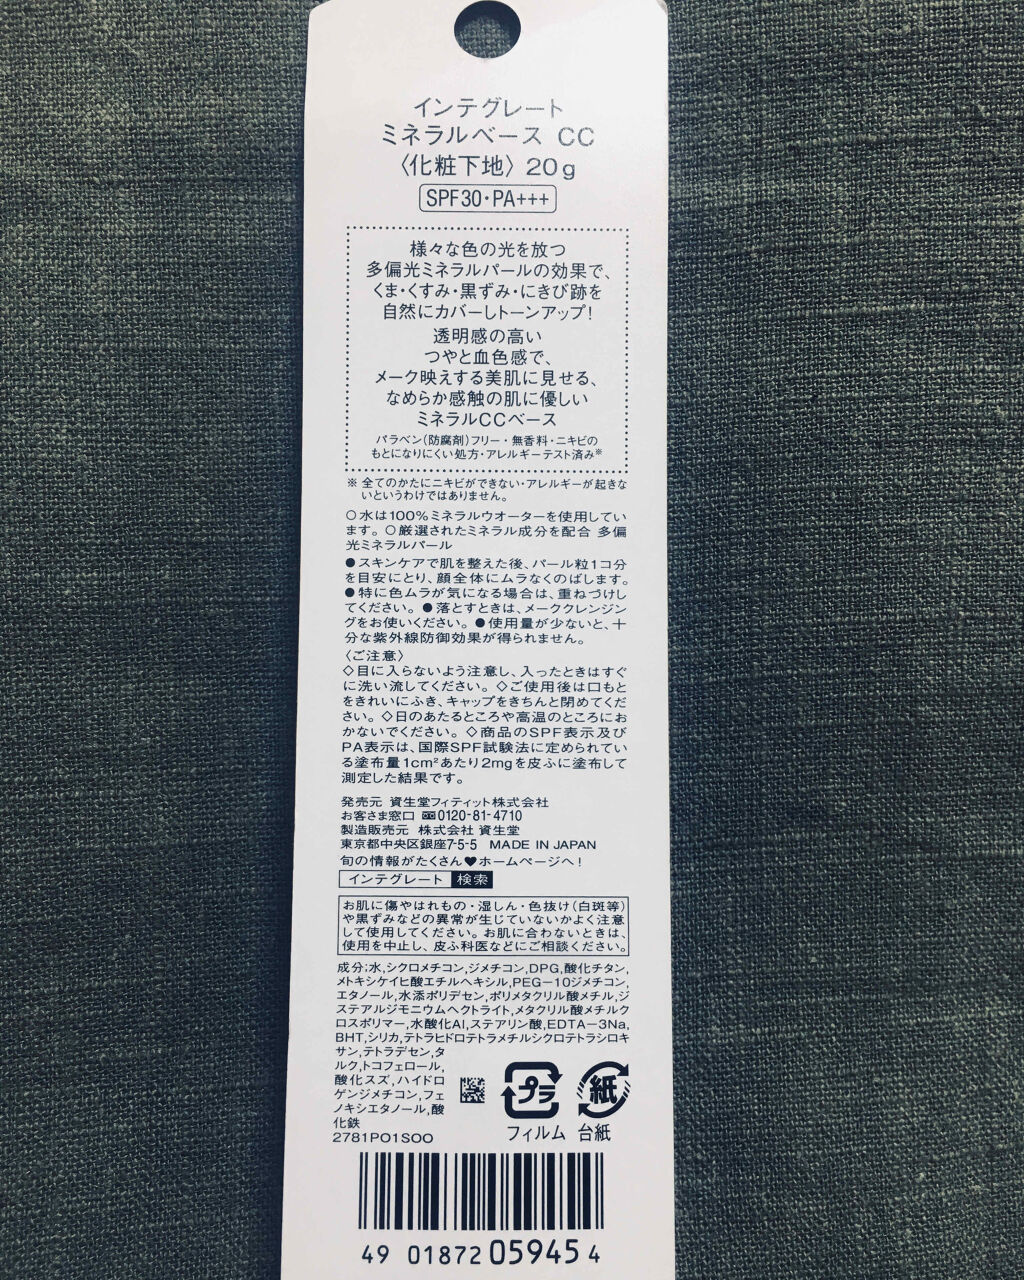 インテグレート
ミネラルベース CC
〈化粧下地〉 20g
SPF30・PA+++
様々な色の光を放つ
多偏光ミネラルパールの効果で、
くま・くすみ・黒ずみ・にきび跡を
自然にカバーしトーンアップ!
透明感の高い
つやと血色感で、
メーク映えする美肌に見せる、
なめらか感触の肌に優しい
ミネラルCCベース
パラベン(防腐剤)フリー・無香料・ニキビの
もとになりにくい処方・アレルギーテスト済み※
※ 全てのかたにニキビができない・アレルギーが起きな
いというわけではありません。
○水は100%ミネラルウオーターを使用してい
ます。○厳選されたミネラル成分を配合 多偏
光ミネラルパール
●スキンケアで肌を整えた後、パール粒1コ分
を目安にとり、顔全体にムラなくのばします。
●特に色ムラが気になる場合は、重ねづけし
てください。●落とすときは、メーククレンジン
グをお使いください。●使用量が少ないと、十
分な紫外線防御効果が得られません。
〈ご注意〉
◇目に入らないよう注意し、入ったときはすぐ
に洗い流してください。◇ご使用後は口もと
をきれいにふき、キャップをきちんと閉めてくだ
さい。◇日のあたるところや高温のところにお
かないでください。◇商品のSPF表示及び
PA表示は、国際SPF試験法に定められてい
る塗布量1cm²あたり2mgを皮ふに塗布して
測定した結果です。
発売元 資生堂フィティット株式会社
お客さま窓口 0120-81-4710
製造販売元 株式会社 資生堂
東京都中央区銀座7-5-5 MADE IN JAPAN
旬の情報がたくさん♥ホームページへ!
インテグレート 検索
お肌に傷やはれもの・湿しん・色抜け(白斑等)
や黒ずみなどの異常が生じていないかよく注意
して使用してください。お肌に合わないときは、
使用を中止し、皮ふ科医などにご相談ください。
成分;水,シクロメチコン,ジメチコン,DPG,酸化チタン,
メトキシケイヒ酸エチルヘキシル,PEG-10ジメチコン,
エタノール,水添ポリデセン,ポリメタクリル酸メチル,ジ
ステアルジモニウムヘクトライト,メタクリル酸メチルク
ロスポリマー,水酸化Al,ステアリン酸,EDTA-3Na,
BHT,シリカ,テトラヒドロテトラメチルシクロテトラシロキ
サン,テトラデセン,タ
ルク,トコフェロール,
酸化スズ,ハイドロ
ゲンジメチコン,フェ
ノキシエタノール,酸
化鉄
2781PO1SOO
プラ
紙
フィルム 台紙
49 01872 05945 4